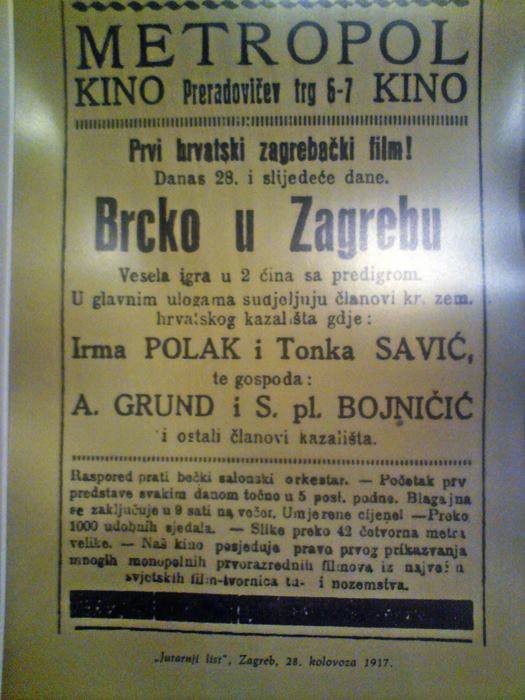 METROPOL
KINO Preradovičev trg 6-7 KINO
Prvi hrvatski zagrebački film!
Danas 28. i slijedeće dane.
Brcko u Zagrebu
Vesela igra u 2 čina sa predigrom.
U glavnim ulogama sudjeljuju članovi kr. zem.
hrvatskog kazališta gdje:
Irma POLAK i Tonka SAVIĆ,
te gospođa:
A. GRUND i S. pl. BOJNIČIĆ
i ostali članovi kazališta.
Raspored prati bečki salonski orkestar. — Početak prv
predstave svakim danom točno u 5 posl. podne. Blagajna
se zaključuje u 9 sati na večer. Umjerene cijene! — Preko
1000 udobnih sjedala. — Slike preko 42 četvorna metra
velike. — Naš kino posjeduje pravo prvog prikazivanja
mnogih monopolnih prvorazrednih filmova iz
svjetskih film-tvornica tu- i nozemstva.
„Jutarnji list", Zagreb, 28. kolovoza 1917.